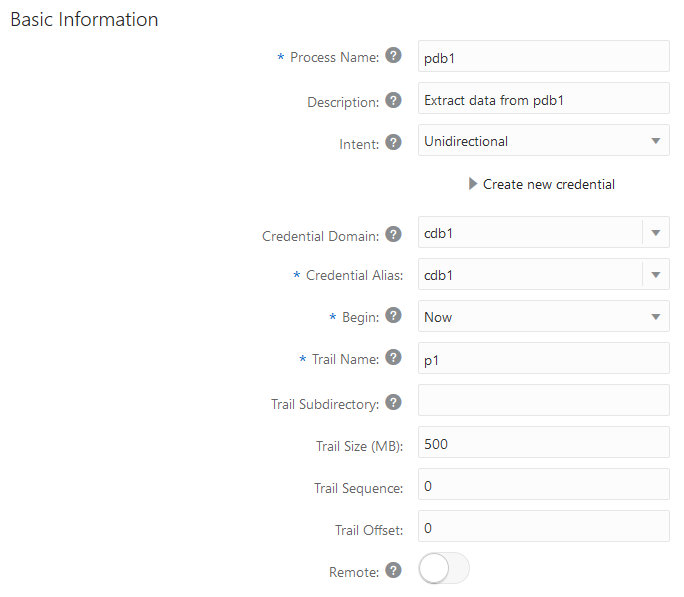 Basic Information
* Process Name: ? pdb1
Description: ? Extract data from pdb1
Intent: ? Unidirectional
Create new credential
Credential Domain: ? cdb1
* Credential Alias: cdb1
* Begin: ? Now
* Trail Name: ? p1
Trail Subdirectory: ?
Trail Size (MB): 500
Trail Sequence: 0
Trail Offset: 0
Remote: ?